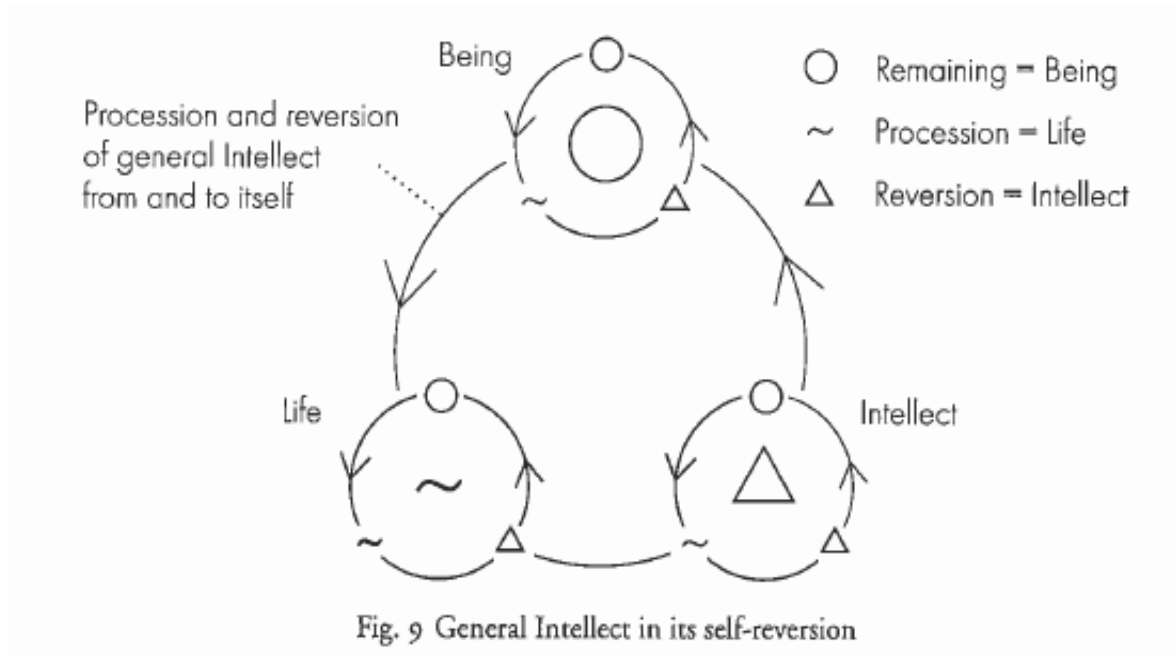 Being
Remaining = Being
Procession = Life
Reversion = Intellect
Procession and reversion
of general Intellect
from and to itself
Life
Intellect
Fig. 9 General Intellect in its self-reversion